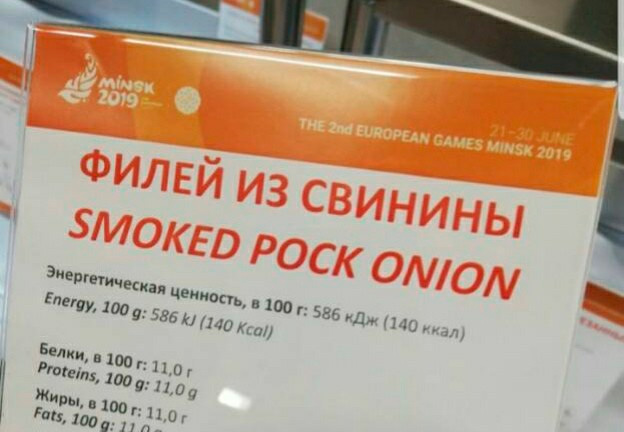 MINSK
2019
21-30 JUNE
THE 2nd EUROPEAN GAMES MINSK 2019
ФИЛЕЙ ИЗ СВИНИНЫ
SMOKED POCK ONION
Энергетическая ценность, в 100 г: 586 кДж (140 ккал)
Energy, 100 g: 586 kJ (140 Kcal)
Белки, в 100 г: 11,0 г
Proteins, 100 g: 11,0 g
Жиры, в 100 г: 11,0 г
Fats, 100 g: 11,0 g